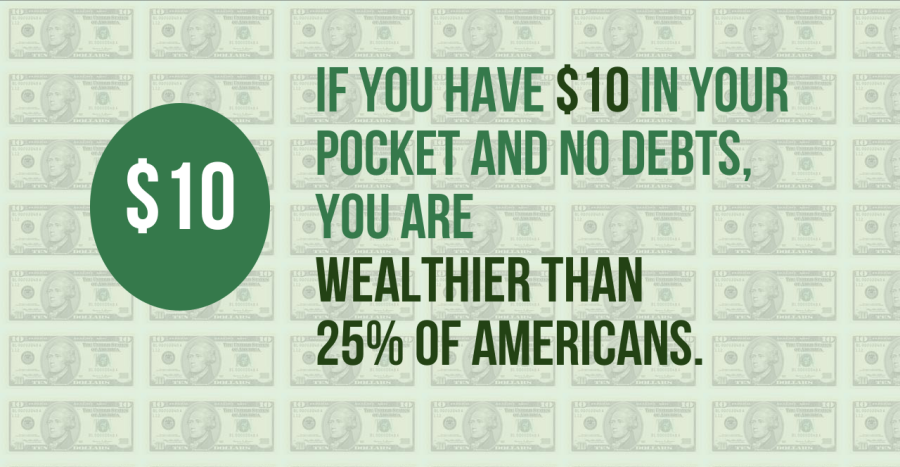 $10
IF YOU HAVE $10 IN YOUR
POCKET AND NO DEBTS,
YOU ARE
WEALTHIER THAN
25% OF AMERICANS.